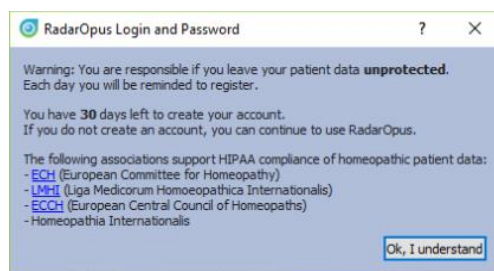 RadarOpus Login and Password
Warning: You are responsible if you leave your patient data unprotected.
Each day you will be reminded to register.
You have 30 days left to create your account.
If you do not create an account, you can continue to use RadarOpus.
The following associations support HIPAA compliance of homeopathic patient data:
- ECH (European Committee for Homeopathy)
- LMHI (Liga Medicorum Homoeopathica Internationalis)
- ECCH (European Central Council of Homeopaths)
- Homeopathia Internationalis
Ok, I understand